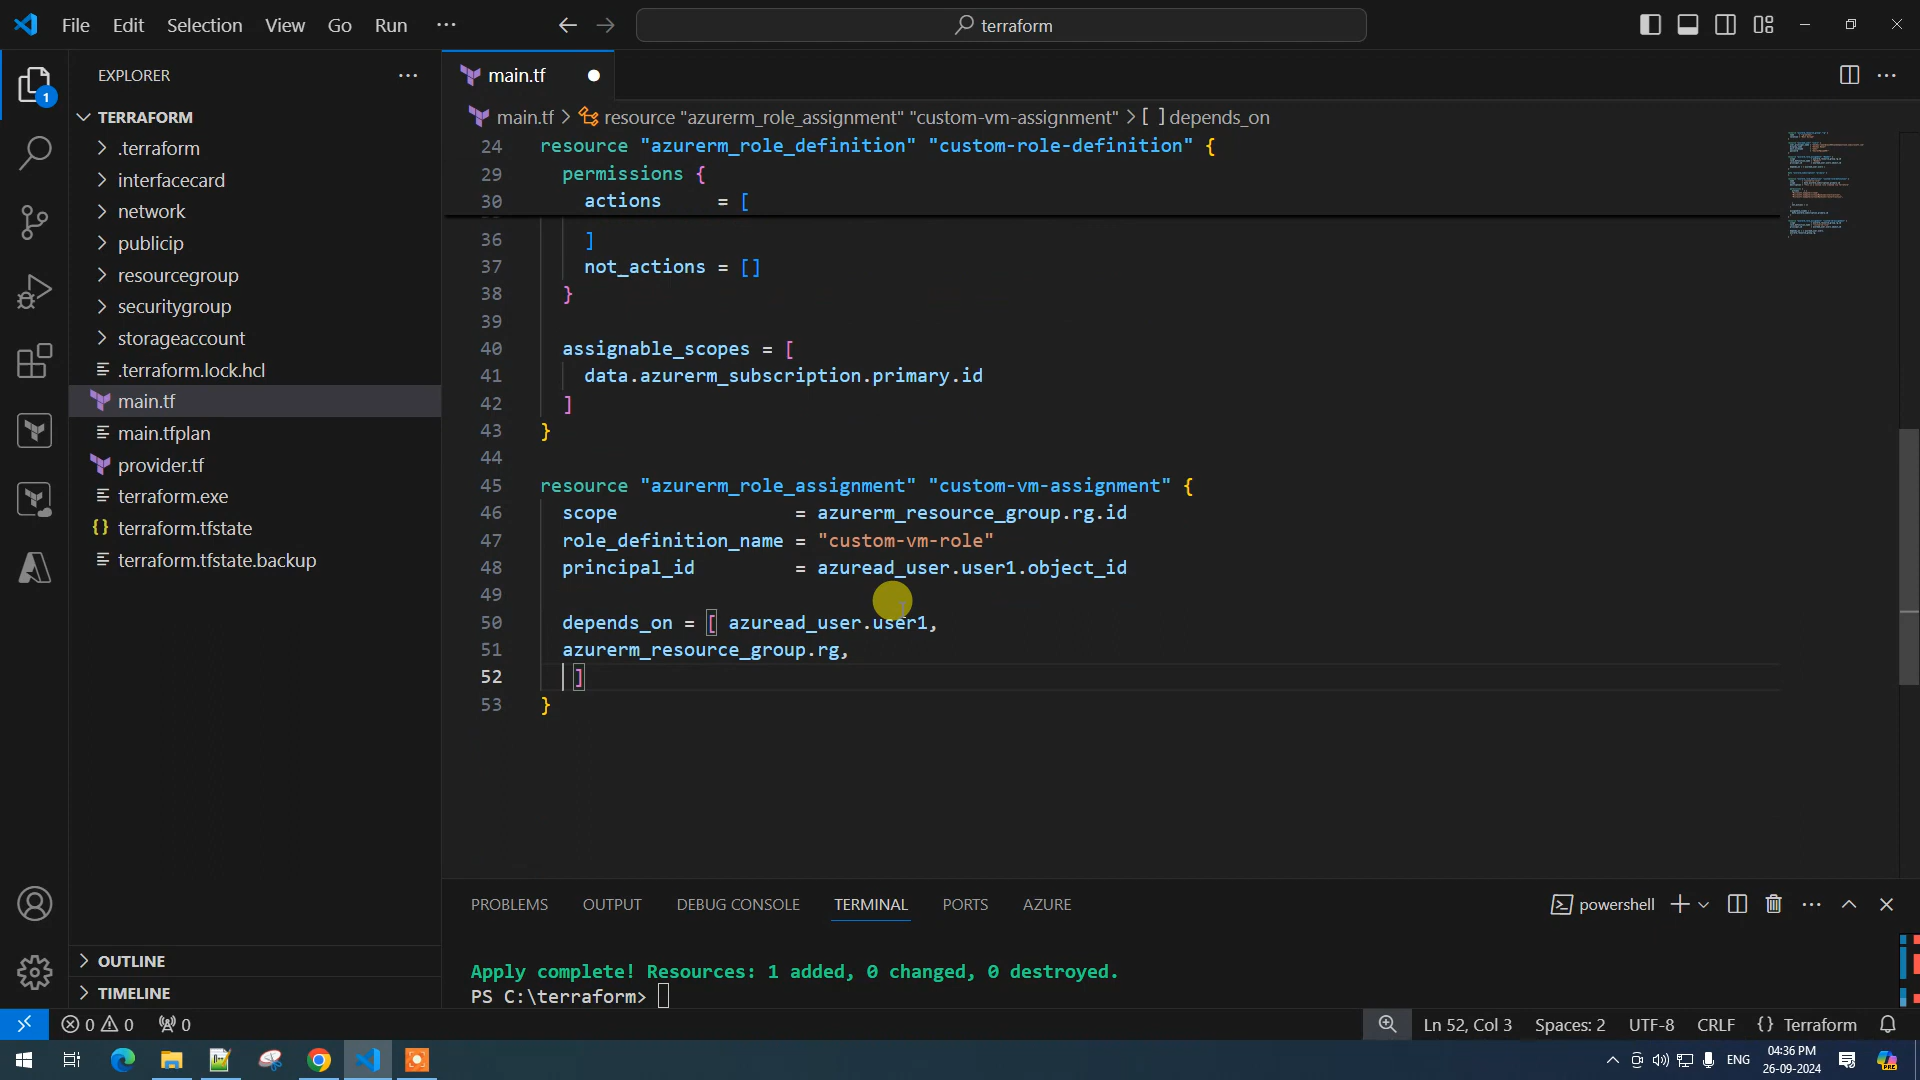 File Edit Selection View Go Run ··· terraform
EXPLORER ···
TERRAFORM
.terraform
interfacecard
network
publicip
resourcegroup
securitygroup
storageaccount
.terraform.lock.hcl
main.tf
main.tfplan
provider.tf
terraform.exe
terraform.tfstate
terraform.tfstate.backup
OUTLINE
TIMELINE
main.tf
main.tf > resource "azurerm_role_assignment" "custom-vm-assignment" > [ ] depends_on
24 resource "azurerm_role_definition" "custom-role-definition" {
29 permissions {
30 actions = [
36 ]
37 not_actions = []
38 }
39
40 assignable_scopes = [
41 data.azurerm_subscription.primary.id
42 ]
43 }
44
45 resource "azurerm_role_assignment" "custom-vm-assignment" {
46 scope = azurerm_resource_group.rg.id
47 role_definition_name = "custom-vm-role"
48 principal_id = azuread_user.user1.object_id
49
50 depends_on = [ azuread_user.user1,
51 azurerm_resource_group.rg,
52 ]
53 }
PROBLEMS OUTPUT DEBUG CONSOLE TERMINAL PORTS AZURE powershell
Apply complete! Resources: 1 added, 0 changed, 0 destroyed.
PS C:\terraform>
0 0 0 Ln 52, Col 3 Spaces: 2 UTF-8 CRLF {} Terraform
ENG 04:36 PM
26-09-2024
1